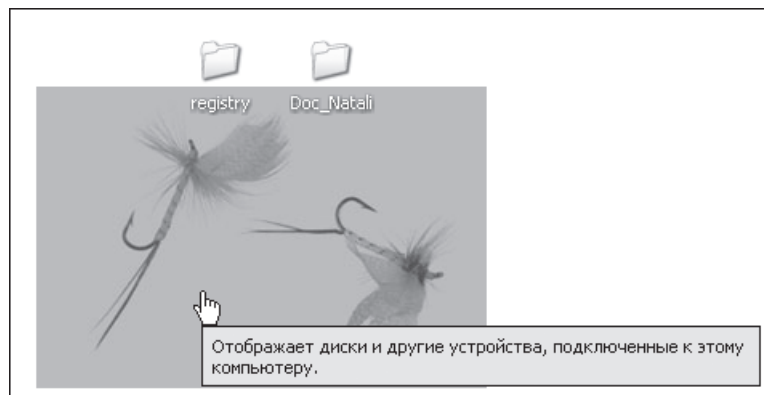 registry Doc_Natali
Отображает диски и другие устройства, подключенные к этому
компьютеру.